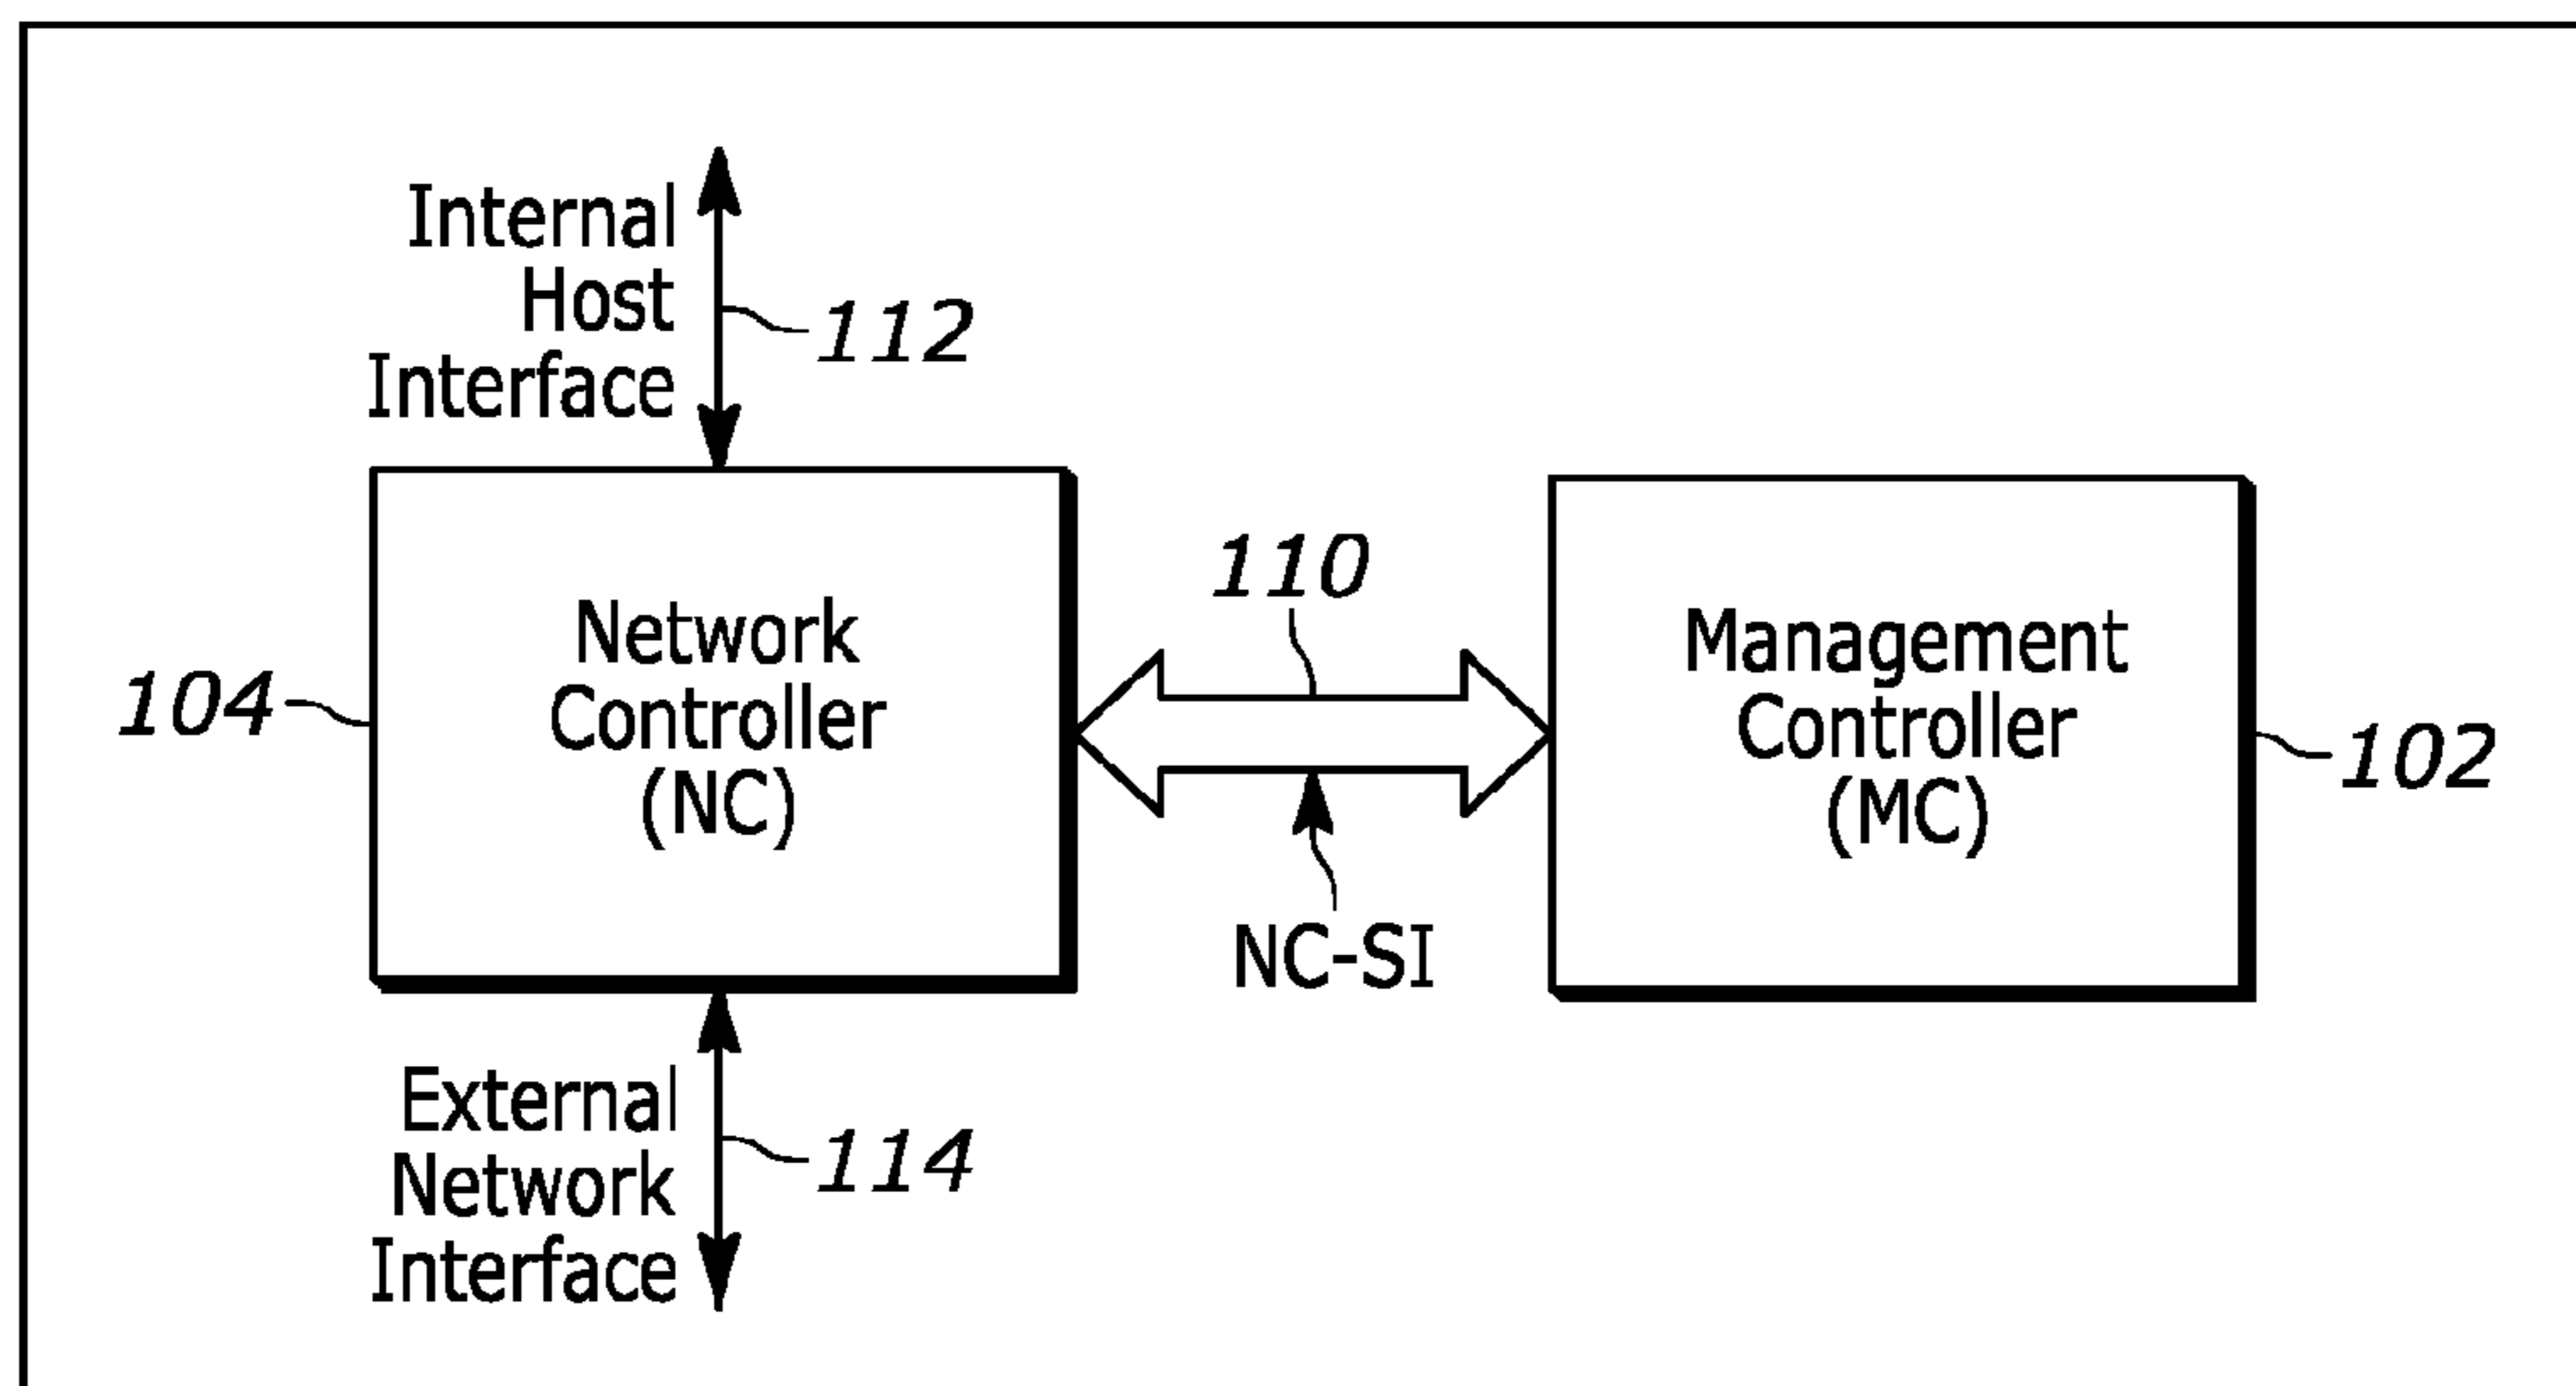 Internal
Host
Interface
112
Network
Controller
(NC)
104
110
NC-SI
Management
Controller
(MC)
102
External
Network
Interface
114